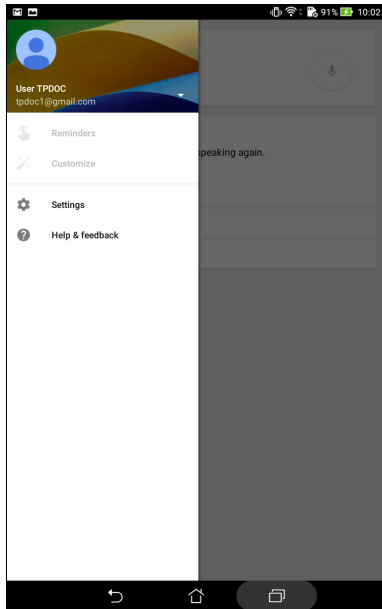 91% 10:02
User TPDOC
tpdoc1@gmail.com
Reminders
speaking again.
Customize
Settings
Help & feedback